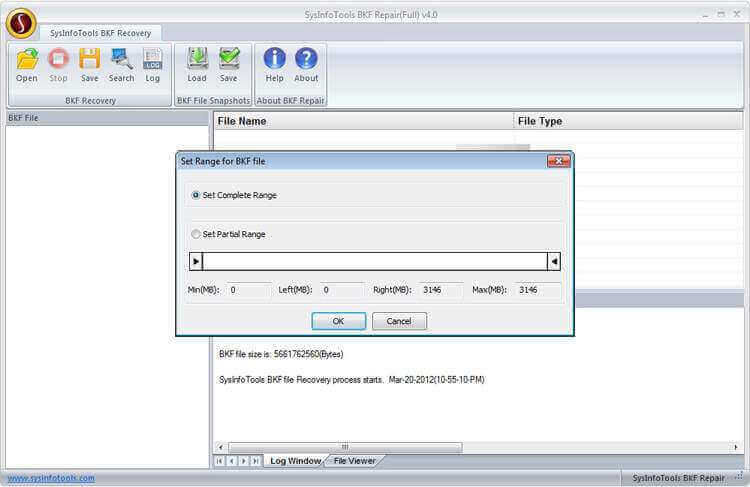 SysInfoTools BKF Repair(Full) v4.0
SysInfoTools BKF Recovery
Open Stop Save Search Log Load Save Help About
LOG
BKF Recovery BKF File Snapshots About BKF Repair
BKF File
File Name File Type
Set Range for BKF file
Set Complete Range
Set Partial Range
Min(MB): 0 Left(MB): 0 Right(MB): 3146 Max(MB): 3146
OK Cancel
BKF file size is: 5661762560(Bytes)
SysInfoTools BKF file Recovery process starts. Mar-20-2012(10-55-10-PM)
Log Window File Viewer
www.sysinfotools.com SysInfoTools BKF Repair